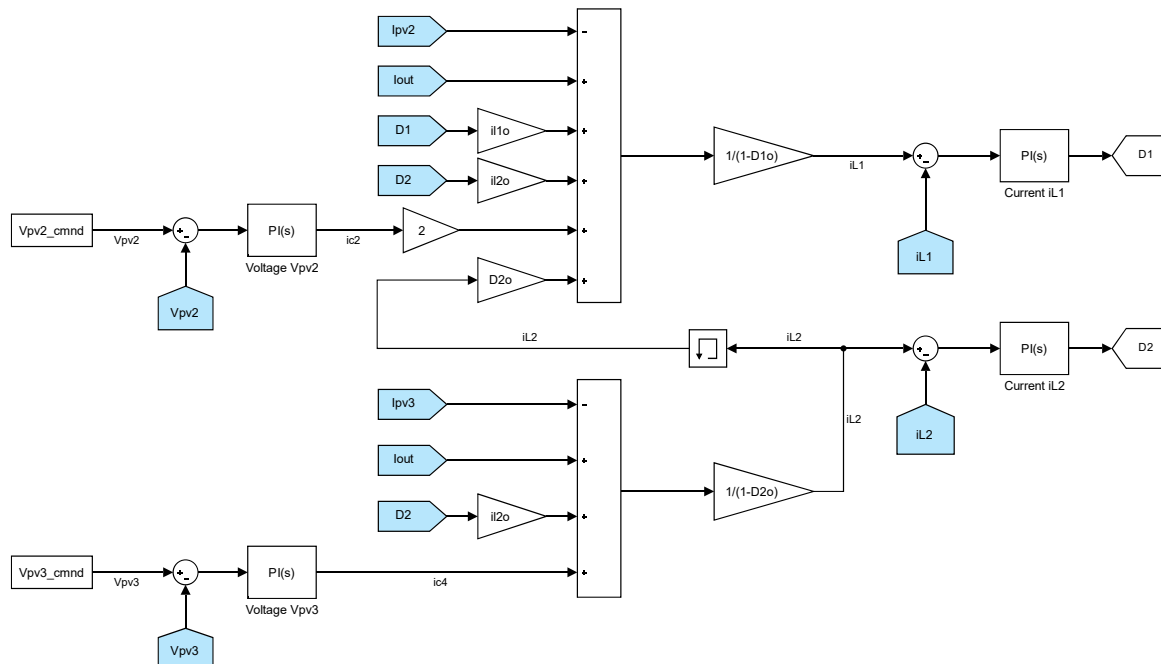 Ipv2
-
Iout
+
D1
il1o
+
D2
il2o
+
Vpv2_cmnd
Vpv2
+
-
PI(s)
Voltage Vpv2
ic2
2
+
D2o
+
Vpv2
1/(1-D1o)
iL1
+
-
PI(s)
Current iL1
D1
iL1
iL2
iL2
+
-
PI(s)
Current iL2
D2
iL2
iL2
Ipv3
-
Iout
+
D2
il2o
+
1/(1-D2o)
Vpv3_cmnd
Vpv3
+
-
PI(s)
Voltage Vpv3
ic4
+
Vpv3